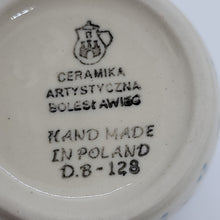 CERAMIKA
ARTYSTYCZNA
BOLESŁAWIEC
HAND MADE
IN POLAND
D.B-128